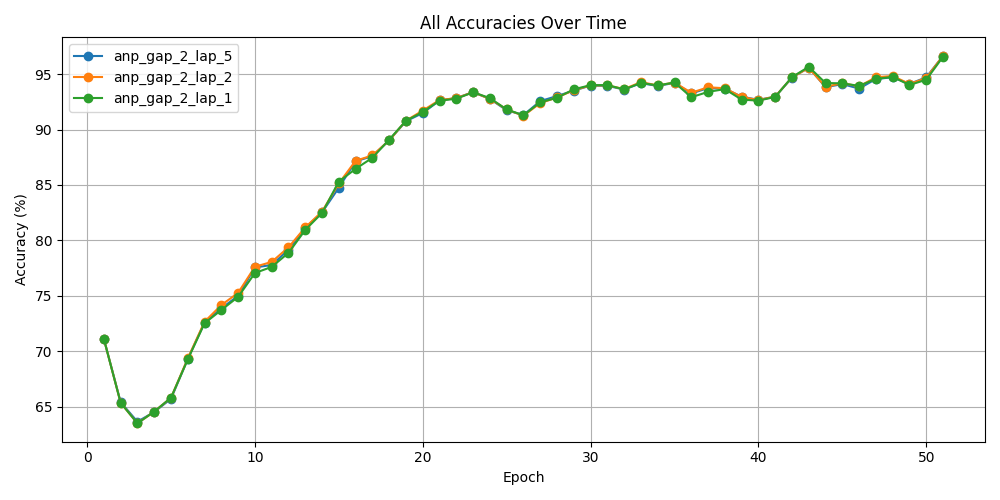 All Accuracies Over Time
anp_gap_2_lap_5
anp_gap_2_lap_2
anp_gap_2_lap_1
Accuracy (%)
95
90
85
80
75
70
65
0 10 20 30 40 50
Epoch